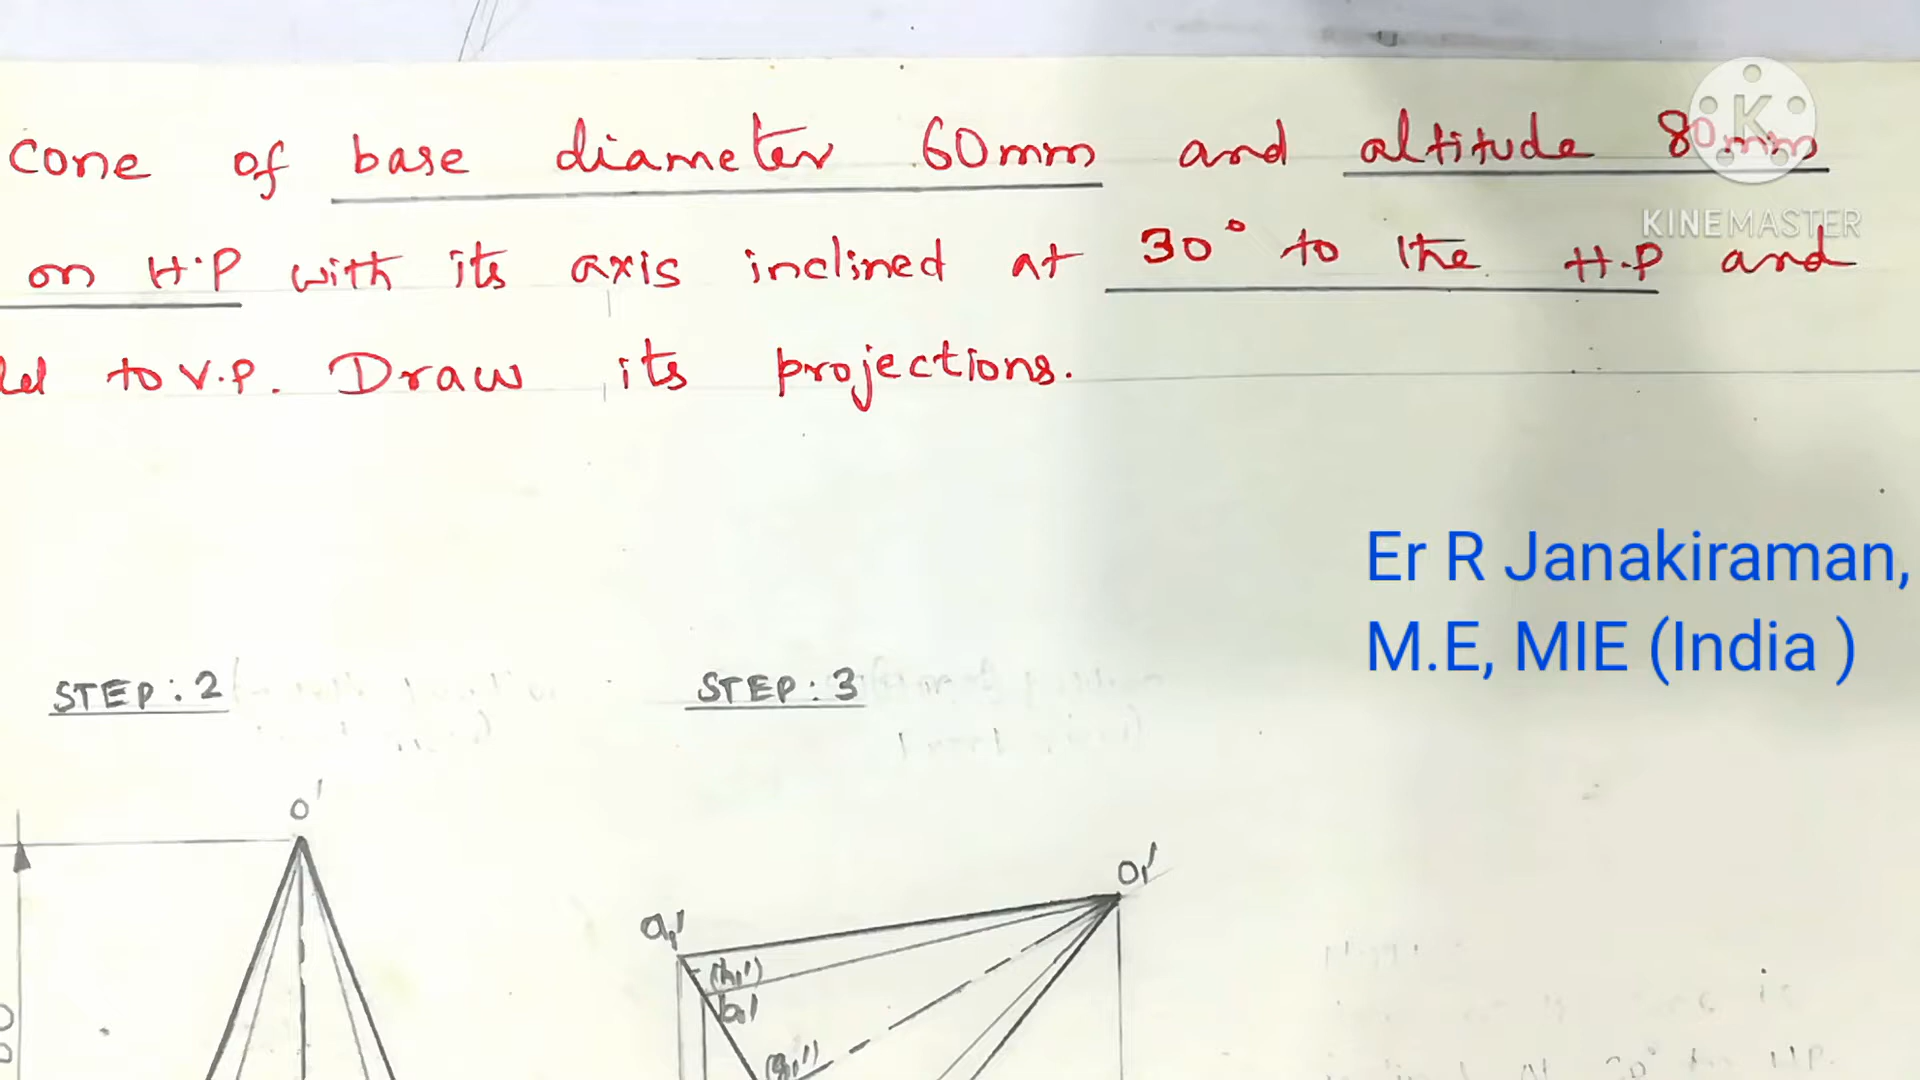 cone of base diameter 60mm and altitude 80mm
K
KINEMASTER
on H.P with its axis inclined at 30° to the H.P and
to V.P. Draw its projections.
Er R Janakiraman,
M.E, MIE (India )
STEP : 2
STEP : 3
O'
O₁'
a₁'
(h₁')
b₁'
(g₁')